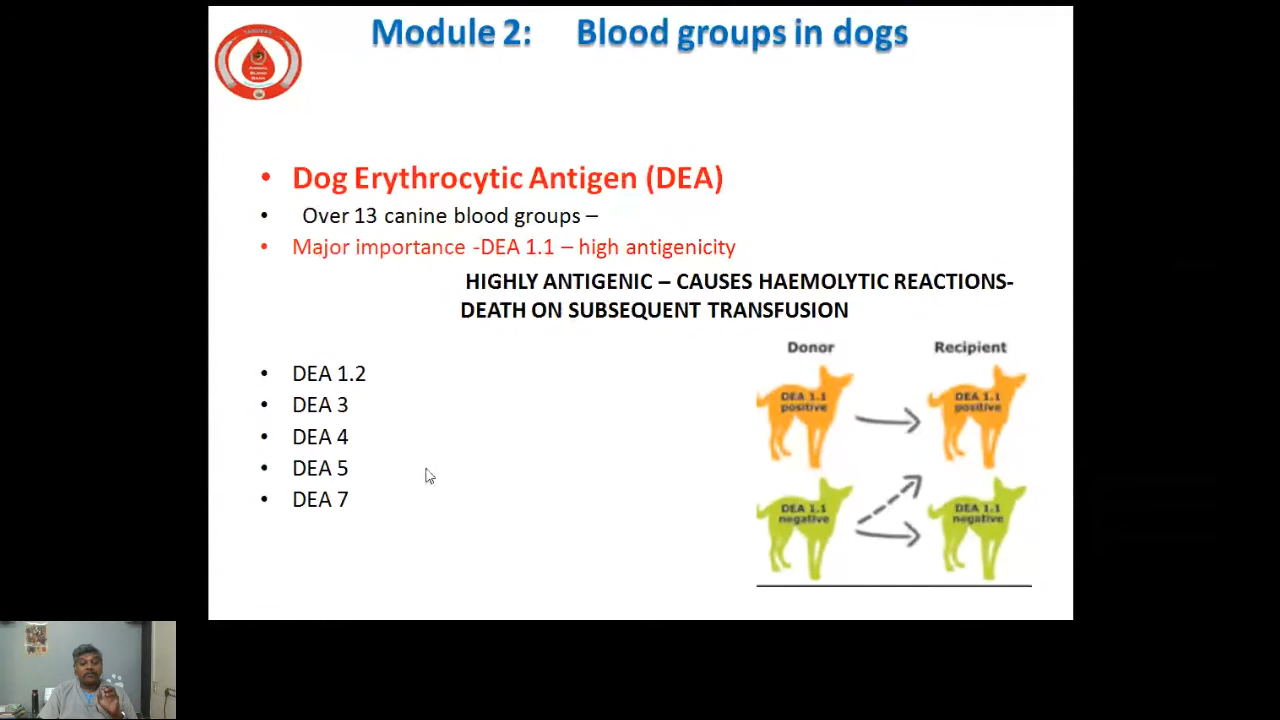 Module 2: Blood groups in dogs
ANIMAL
BLOOD
BANK
• Dog Erythrocytic Antigen (DEA)
• Over 13 canine blood groups –
• Major importance -DEA 1.1 – high antigenicity
HIGHLY ANTIGENIC – CAUSES HAEMOLYTIC REACTIONS-
DEATH ON SUBSEQUENT TRANSFUSION
• DEA 1.2
• DEA 3
• DEA 4
• DEA 5
• DEA 7
Donor Recipient
DEA 1.1
positive
DEA 1.1
positive
DEA 1.1
negative
DEA 1.1
negative